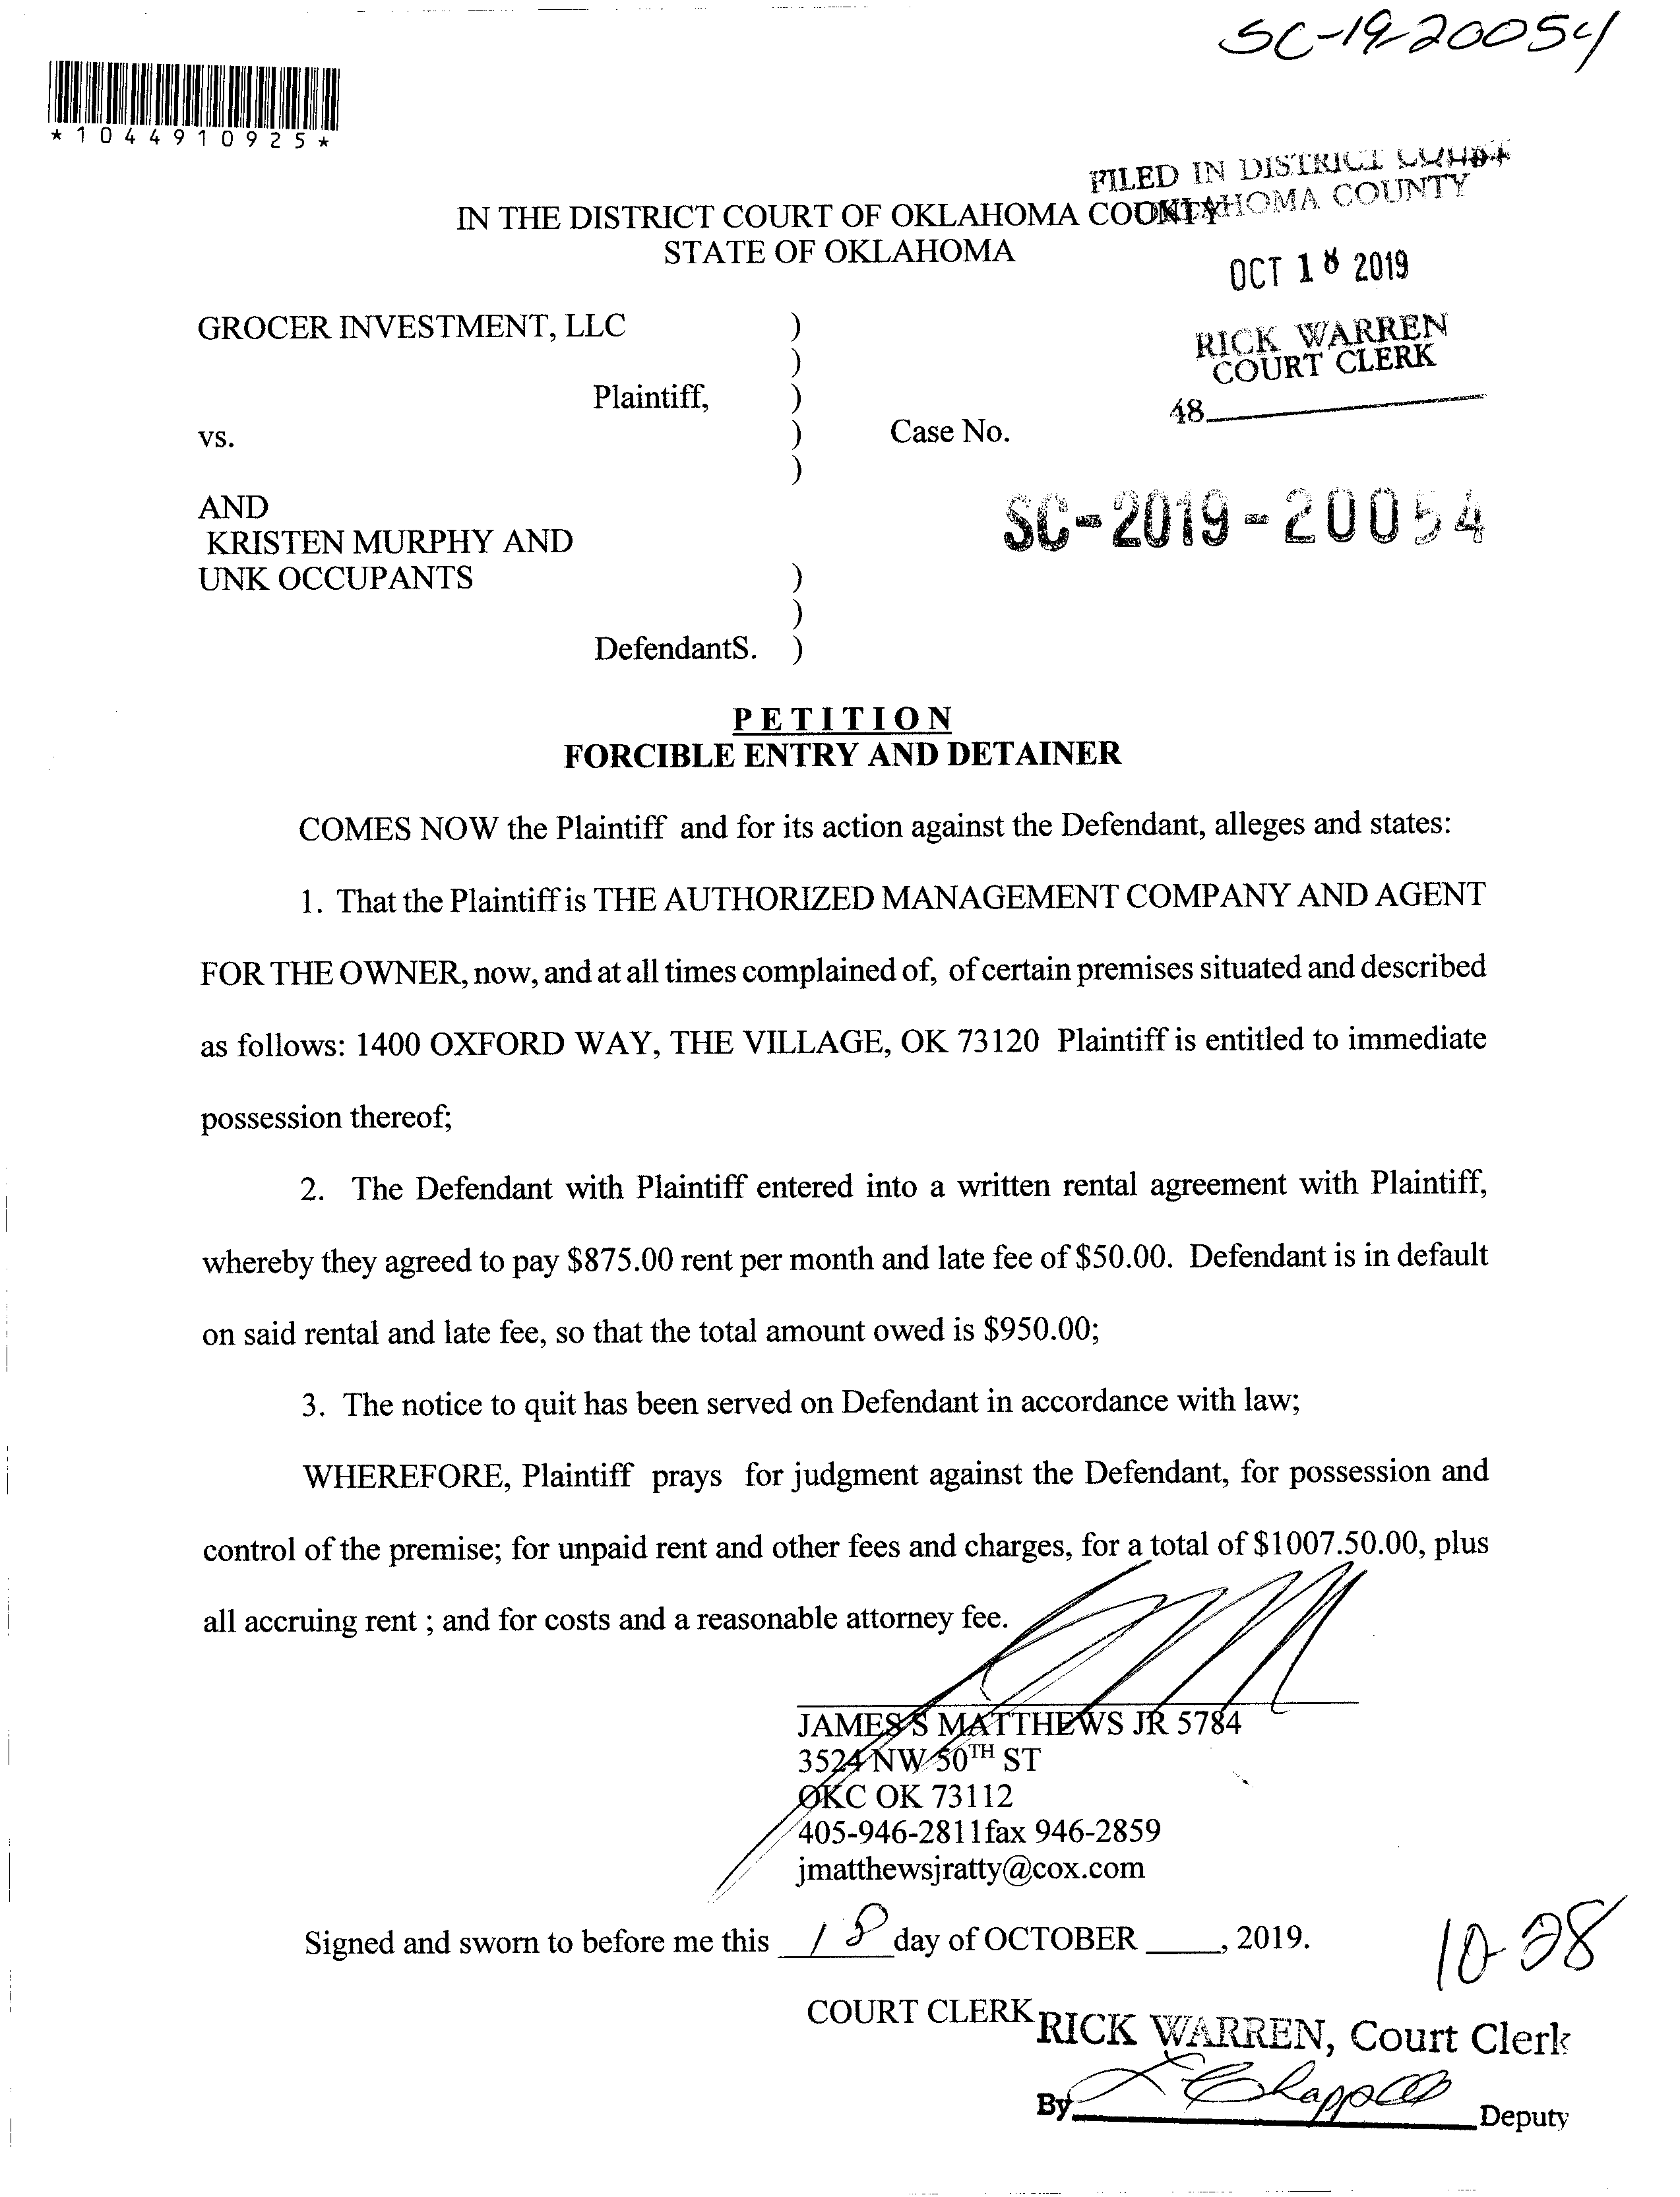 SC-19-20054
*1044910925*
FILED IN DISTRICT COURT
OKLAHOMA COUNTY
IN THE DISTRICT COURT OF OKLAHOMA COUNTY
STATE OF OKLAHOMA
OCT 18 2019
GROCER INVESTMENT, LLC )
)
RICK WARREN
COURT CLERK
Plaintiff, )
48
vs. ) Case No.
)
AND
SC-2019-20054
KRISTEN MURPHY AND
UNK OCCUPANTS )
)
DefendantS. )
PETITION
FORCIBLE ENTRY AND DETAINER
COMES NOW the Plaintiff and for its action against the Defendant, alleges and states:
1. That the Plaintiff is THE AUTHORIZED MANAGEMENT COMPANY AND AGENT
FOR THE OWNER, now, and at all times complained of, of certain premises situated and described
as follows: 1400 OXFORD WAY, THE VILLAGE, OK 73120 Plaintiff is entitled to immediate
possession thereof;
2. The Defendant with Plaintiff entered into a written rental agreement with Plaintiff,
whereby they agreed to pay $875.00 rent per month and late fee of $50.00. Defendant is in default
on said rental and late fee, so that the total amount owed is $950.00;
3. The notice to quit has been served on Defendant in accordance with law;
WHEREFORE, Plaintiff prays for judgment against the Defendant, for possession and
control of the premise; for unpaid rent and other fees and charges, for a total of $1007.50.00, plus
all accruing rent ; and for costs and a reasonable attorney fee.
JAMES S MATTHEWS JR 5784
3524 NW 50TH ST
OKC OK 73112
405-946-2811fax 946-2859
jmatthewsjratty@cox.com
Signed and sworn to before me this 18 day of OCTOBER ____, 2019.
10-28
COURT CLERK
RICK WARREN, Court Clerk
By Chappell Deputy